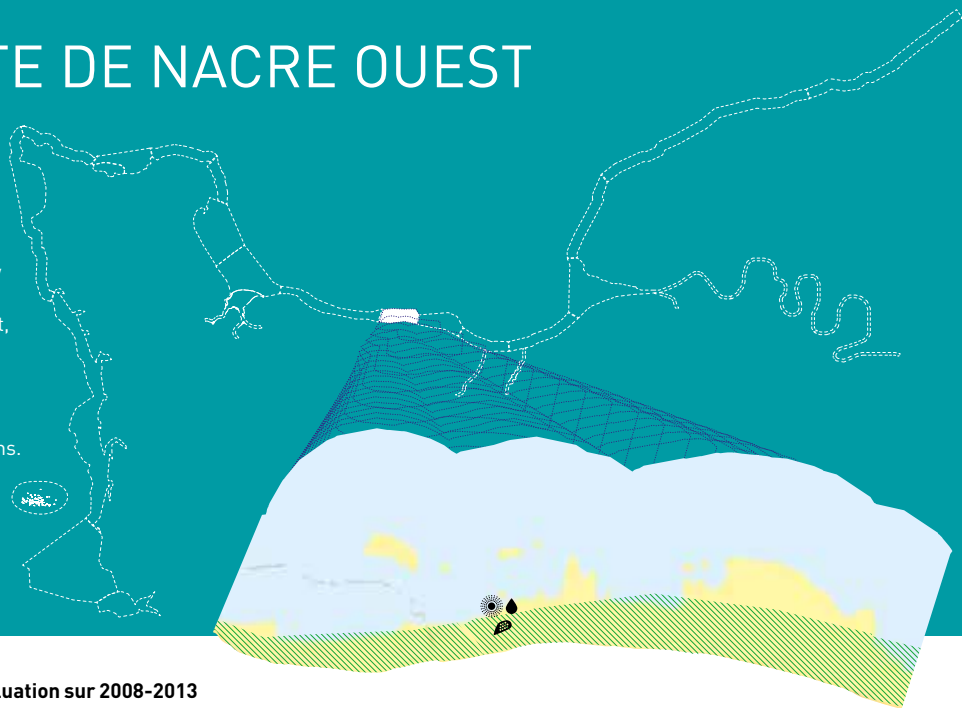 TE DE NACRE OUEST
t,
ns.
luation sur 2008-2013